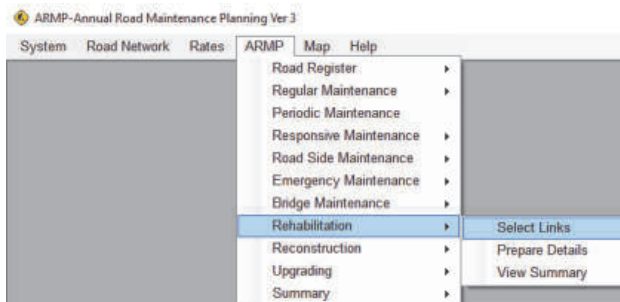 ARMP-Annual Road Maintenance Planning Ver 3
System Road Network Rates ARMP Map Help
Road Register
Regular Maintenance
Periodic Maintenance
Responsive Maintenance
Road Side Maintenance
Emergency Maintenance
Bridge Maintenance
Rehabilitation Select Links
Reconstruction Prepare Details
Upgrading View Summary
Summary